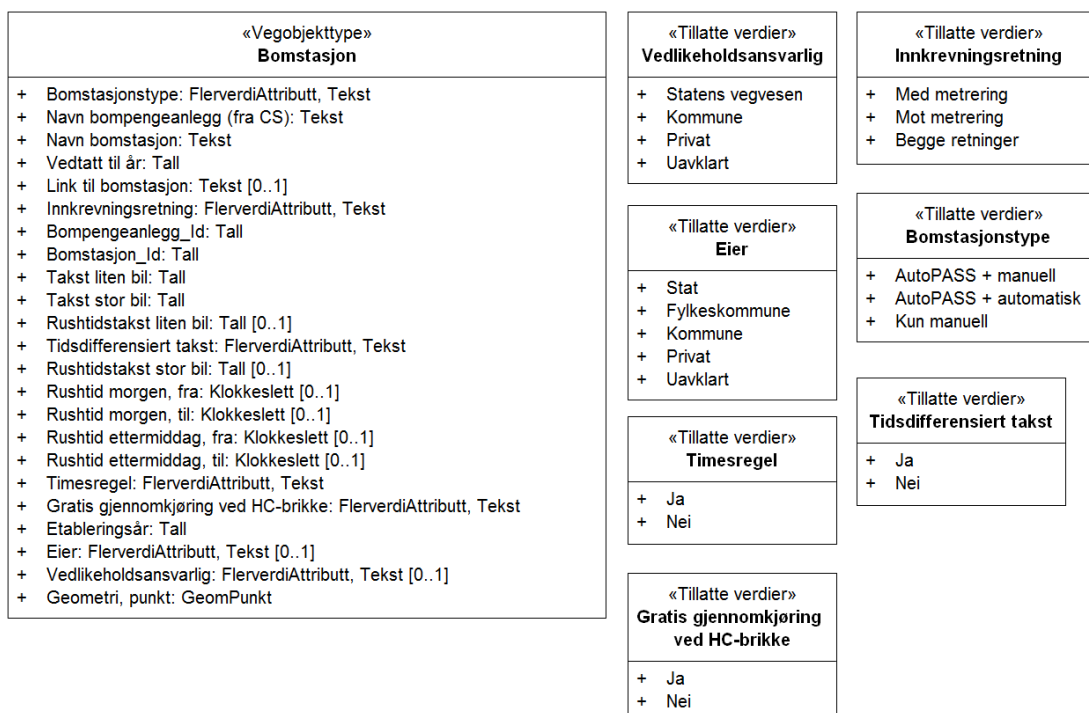 «Vegobjekttype»
Bomstasjon
+ Bomstasjonstype: FlerverdiAttributt, Tekst
+ Navn bompengeanlegg (fra CS): Tekst
+ Navn bomstasjon: Tekst
+ Vedtatt til år: Tall
+ Link til bomstasjon: Tekst [0..1]
+ Innkrevningsretning: FlerverdiAttributt, Tekst
+ Bompengeanlegg_Id: Tall
+ Bomstasjon_Id: Tall
+ Takst liten bil: Tall
+ Takst stor bil: Tall
+ Rushtidstakst liten bil: Tall [0..1]
+ Tidsdifferensiert takst: FlerverdiAttributt, Tekst
+ Rushtidstakst stor bil: Tall [0..1]
+ Rushtid morgen, fra: Klokkeslett [0..1]
+ Rushtid morgen, til: Klokkeslett [0..1]
+ Rushtid ettermiddag, fra: Klokkeslett [0..1]
+ Rushtid ettermiddag, til: Klokkeslett [0..1]
+ Timesregel: FlerverdiAttributt, Tekst
+ Gratis gjennomkjøring ved HC-brikke: FlerverdiAttributt, Tekst
+ Etableringsår: Tall
+ Eier: FlerverdiAttributt, Tekst [0..1]
+ Vedlikeholdsansvarlig: FlerverdiAttributt, Tekst [0..1]
+ Geometri, punkt: GeomPunkt
«Tillatte verdier»
Vedlikeholdsansvarlig
+ Statens vegvesen
+ Kommune
+ Privat
+ Uavklart
«Tillatte verdier»
Eier
+ Stat
+ Fylkeskommune
+ Kommune
+ Privat
+ Uavklart
«Tillatte verdier»
Timesregel
+ Ja
+ Nei
«Tillatte verdier»
Gratis gjennomkjøring
ved HC-brikke
+ Ja
+ Nei
«Tillatte verdier»
Innkrevningsretning
+ Med metrering
+ Mot metrering
+ Begge retninger
«Tillatte verdier»
Bomstasjonstype
+ AutoPASS + manuell
+ AutoPASS + automatisk
+ Kun manuell
«Tillatte verdier»
Tidsdifferensiert takst
+ Ja
+ Nei